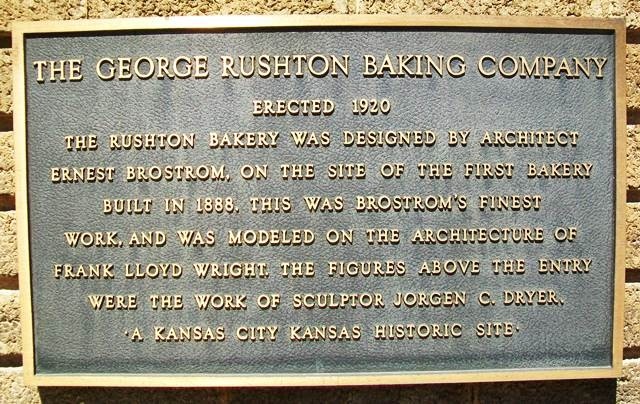 THE GEORGE RUSHTON BAKING COMPANY
ERECTED 1920
THE RUSHTON BAKERY WAS DESIGNED BY ARCHITECT
ERNEST BROSTROM, ON THE SITE OF THE FIRST BAKERY
BUILT IN 1888. THIS WAS BROSTROM'S FINEST
WORK, AND WAS MODELED ON THE ARCHITECTURE OF
FRANK LLOYD WRIGHT. THE FIGURES ABOVE THE ENTRY
WERE THE WORK OF SCULPTOR JORGEN C. DRYER.
·A KANSAS CITY KANSAS HISTORIC SITE·